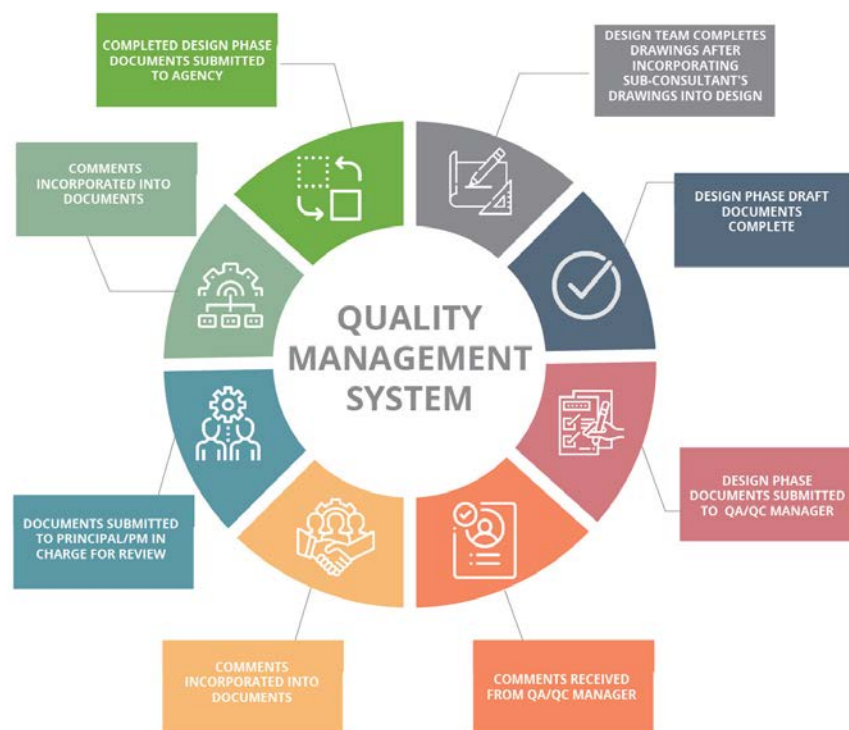 COMPLETED DESIGN PHASE
DOCUMENTS SUBMITTED
TO AGENCY
DESIGN TEAM COMPLETES
DRAWINGS AFTER
INCORPORATING
SUB-CONSULTANT'S
DRAWINGS INTO DESIGN
COMMENTS
INCORPORATED INTO
DOCUMENTS
DESIGN PHASE DRAFT
DOCUMENTS
COMPLETE
QUALITY
MANAGEMENT
SYSTEM
DOCUMENTS SUBMITTED
TO PRINCIPAL/PM IN
CHARGE FOR REVIEW
DESIGN PHASE
DOCUMENTS SUBMITTED
TO QA/QC MANAGER
COMMENTS
INCORPORATED INTO
DOCUMENTS
COMMENTS RECEIVED
FROM QA/QC MANAGER